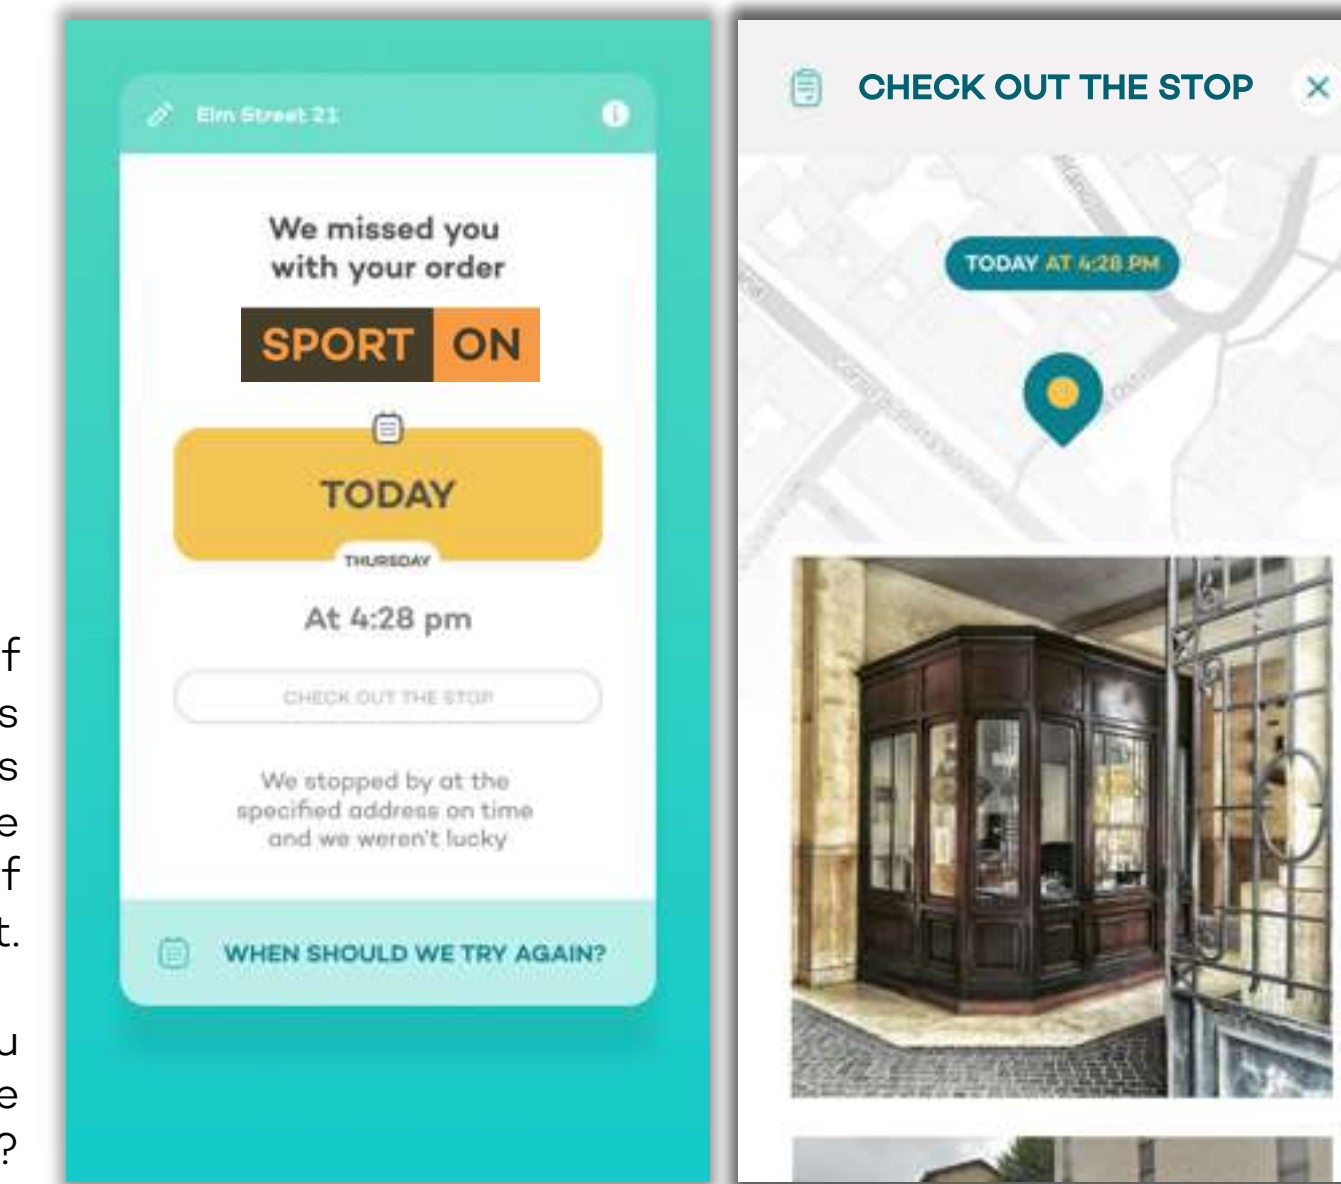 f
s
s
e
f
t.
u
e
?
Elm Street 21
We missed you
with your order
SPORT ON
TODAY
THURSDAY
At 4:28 pm
CHECK OUT THE STOP
We stopped by at the
specified address on time
and we weren't lucky
WHEN SHOULD WE TRY AGAIN?
CHECK OUT THE STOP
TODAY AT 4:28 PM